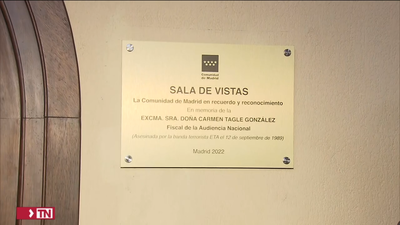 Comunidad
de Madrid
SALA DE VISTAS
La Comunidad de Madrid en recuerdo y reconocimiento
En memoria de la
EXCMA. SRA. DOÑA CARMEN TAGLE GONZÁLEZ
Fiscal de la Audiencia Nacional
(Asesinada por la banda terrorista ETA el 12 de septiembre de 1989)
Madrid 2022
TN